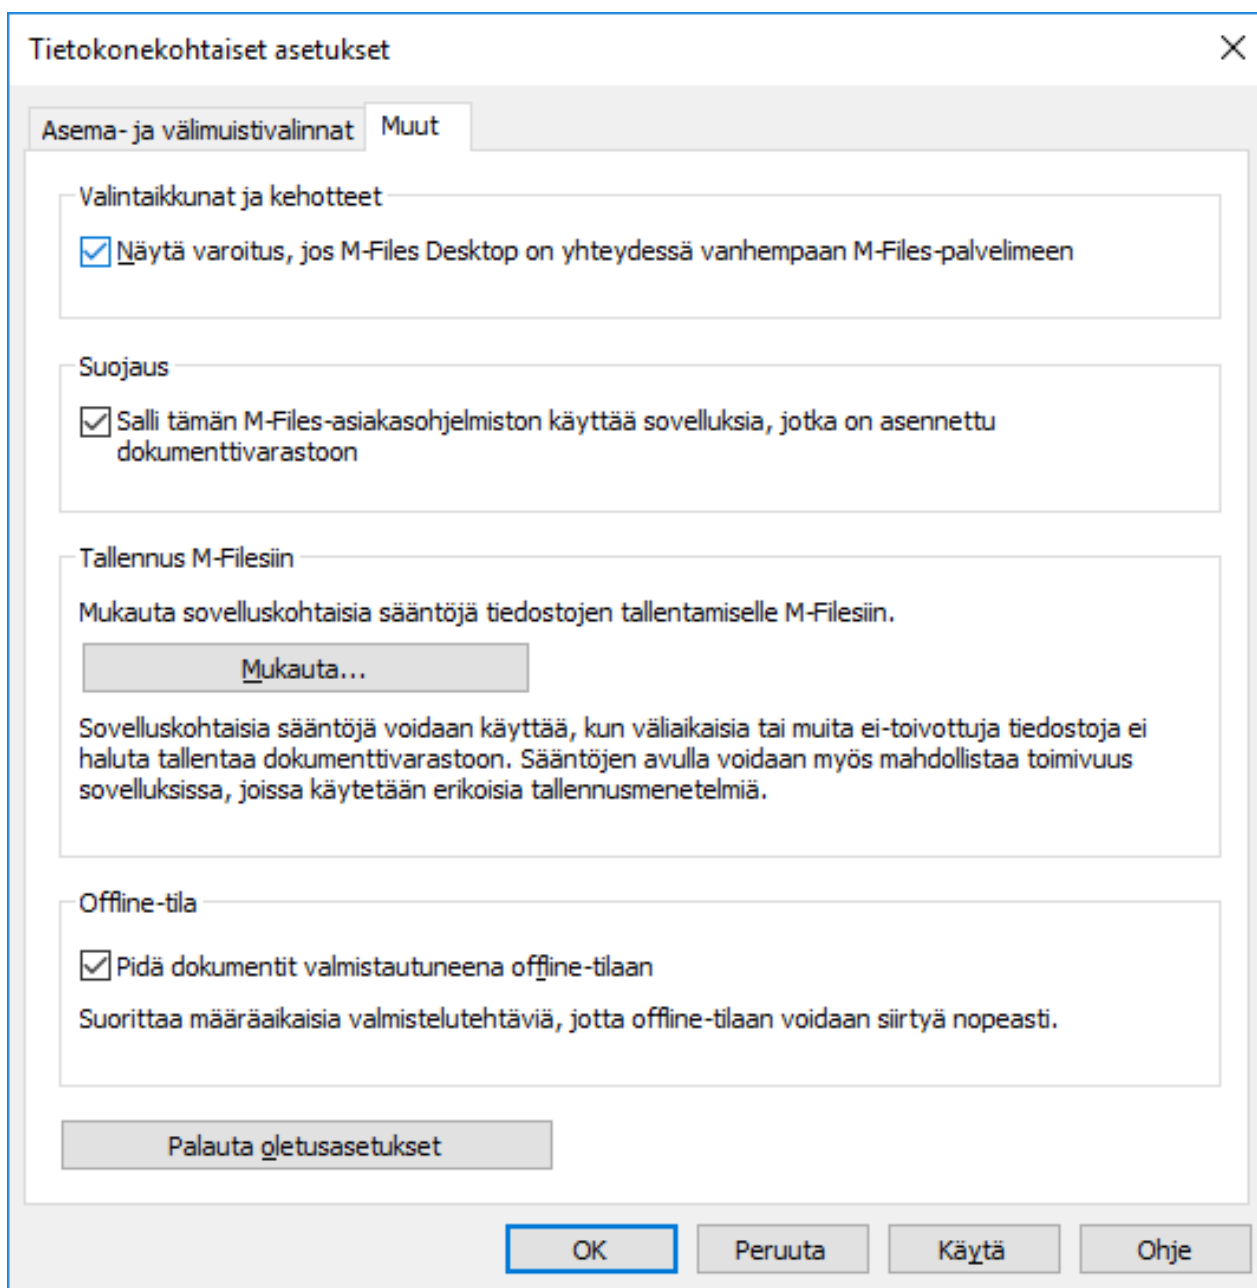 Tietokonekohtaiset asetukset
Asema- ja välimuistivalinnat
Muut
Valintaikkunat ja kehotteet
Näytä varoitus, jos M-Files Desktop on yhteydessä vanhempaan M-Files-palvelimeen
Suojaus
Salli tämän M-Files-asiakasohjelmiston käyttää sovelluksia, jotka on asennettu
dokumenttivarastoon
Tallennus M-Filesiin
Mukauta sovelluskohtaisia sääntöjä tiedostojen tallentamiselle M-Filesiin.
Mukauta...
Sovelluskohtaisia sääntöjä voidaan käyttää, kun väliaikaisia tai muita ei-toivottuja tiedostoja ei
haluta tallentaa dokumenttivarastoon. Sääntöjen avulla voidaan myös mahdollistaa toimivuus
sovelluksissa, joissa käytetään erikoisia tallennusmenetelmiä.
Offline-tila
Pidä dokumentit valmistautuneena offline-tilaan
Suorittaa määräaikaisia valmistelutehtäviä, jotta offline-tilaan voidaan siirtyä nopeasti.
Palauta oletusasetukset
OK
Peruuta
Käytä
Ohje